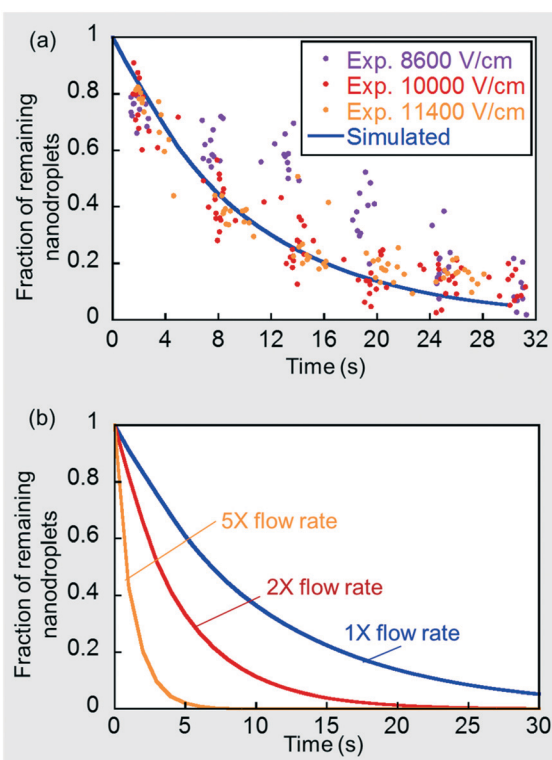 (a)
1
0.8
0.6
0.4
0.2
0
Fraction of remaining
nanodroplets
Exp. 8600 V/cm
Exp. 10000 V/cm
Exp. 11400 V/cm
Simulated
0 4 8 12 16 20 24 28 32
Time (s)
(b)
1
0.8
0.6
0.4
0.2
0
Fraction of remaining
nanodroplets
5X flow rate
2X flow rate
1X flow rate
0 5 10 15 20 25 30
Time (s)